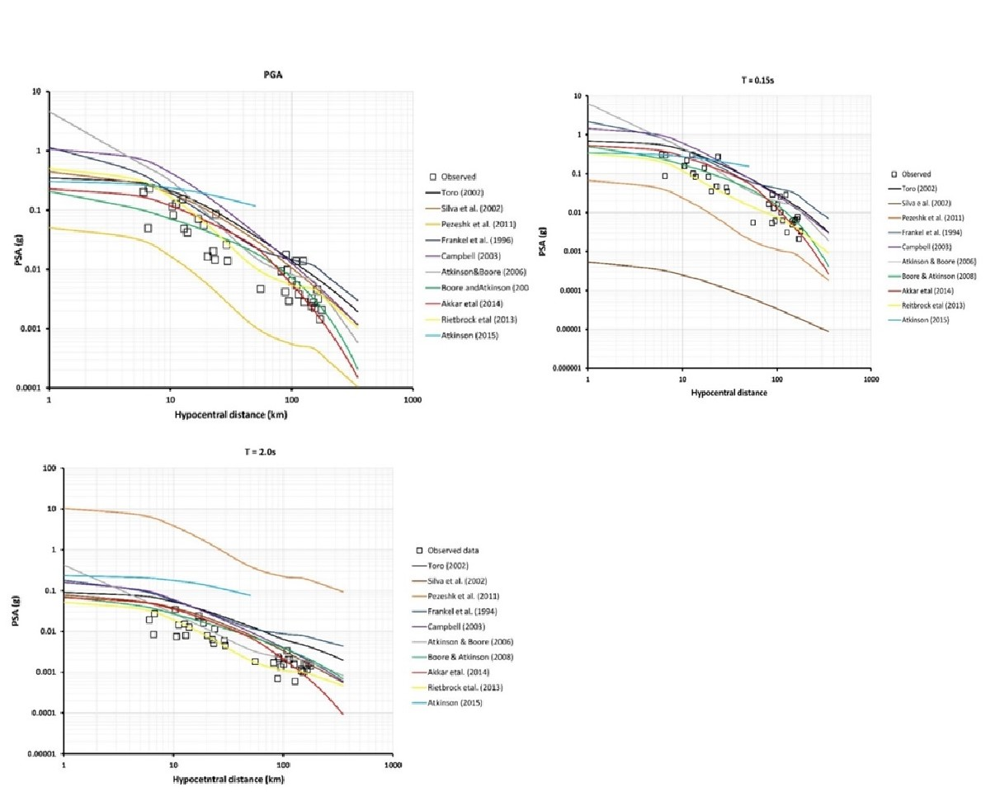 PGA
10
1
0.1
0.01
0.001
0.0001
PSA (g)
1
10
100
1000
Hypocentral distance (km)
Observed
Toro (2002)
Silva et al. (2002)
Pezeshk et al. (2011)
Frankel et al. (1996)
Campbell (2003)
Atkinson&Boore (2006)
Boore andAtkinson (200
Akkar etal (2014)
Rietbrock etal (2013)
Atkinson (2015)
T = 0.15s
10
1
0.1
0.01
0.001
0.0001
0.00001
0.000001
PSA (g)
1
10
100
1000
Hypocentral distance
Observed
Toro (2002)
Silva e al. (2002)
Pezeshk et al. (2011)
Frankel et al. (1994)
Campbell (2003)
Atkinson & Boore (2006)
Boore & Atkinson (2008)
Akkar etal (2014)
Reitbrock etal (2013)
Atkinson (2015)
T = 2.0s
100
10
1
0.1
0.01
0.001
0.0001
0.00001
PSA (g)
1
10
100
1000
Hypocetntral distance (km)
Observed data
Toro (2002)
Silva et al. (2002)
Pezeshk et al. (2011)
Frankel et al. (1994)
Campbell (2003)
Atkinson & Boore (2006)
Boore & Atkinson (2008)
Akkar etal. (2014)
Rietbrock etal. (2013)
Atkinson (2015)